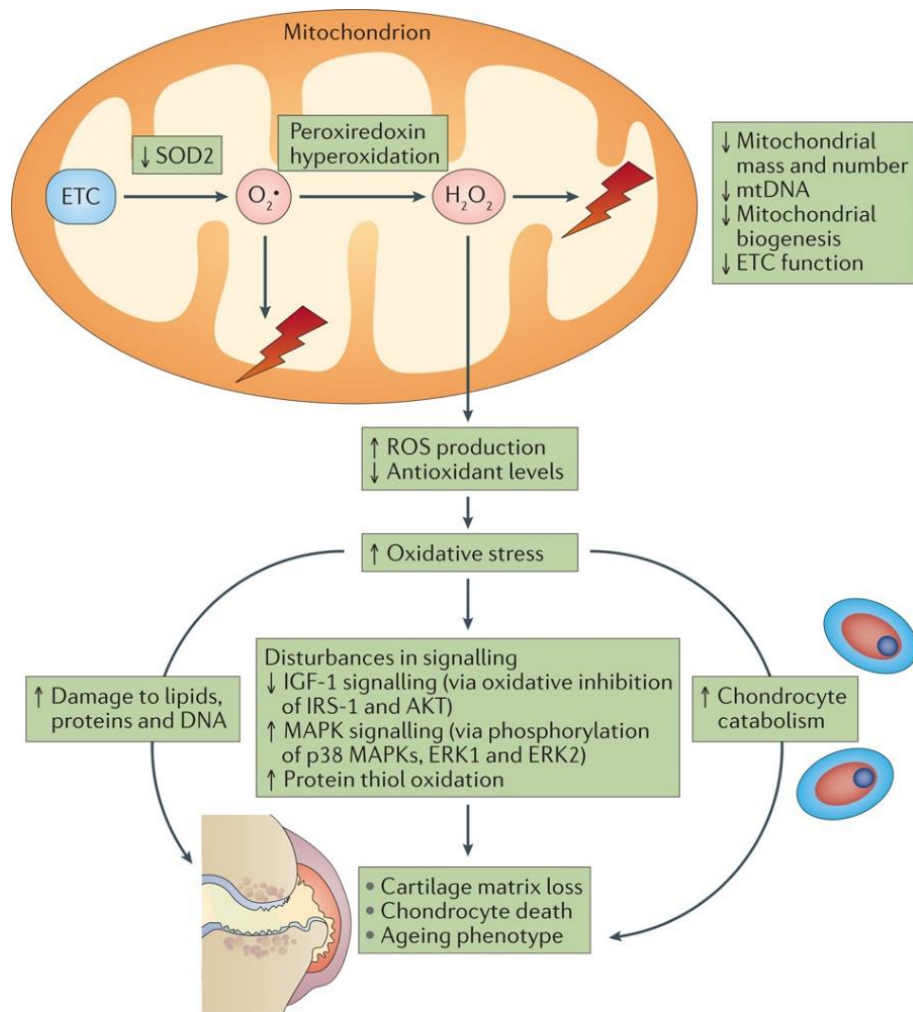 Mitochondrion
↓ SOD2
Peroxiredoxin
hyperoxidation
ETC
O₂•
H₂O₂
↓ Mitochondrial
mass and number
↓ mtDNA
↓ Mitochondrial
biogenesis
↓ ETC function
↑ ROS production
↓ Antioxidant levels
↑ Oxidative stress
↑ Damage to lipids,
proteins and DNA
Disturbances in signalling
↓ IGF-1 signalling (via oxidative inhibition
of IRS-1 and AKT)
↑ MAPK signalling (via phosphorylation
of p38 MAPKs, ERK1 and ERK2)
↑ Protein thiol oxidation
↑ Chondrocyte
catabolism
• Cartilage matrix loss
• Chondrocyte death
• Ageing phenotype